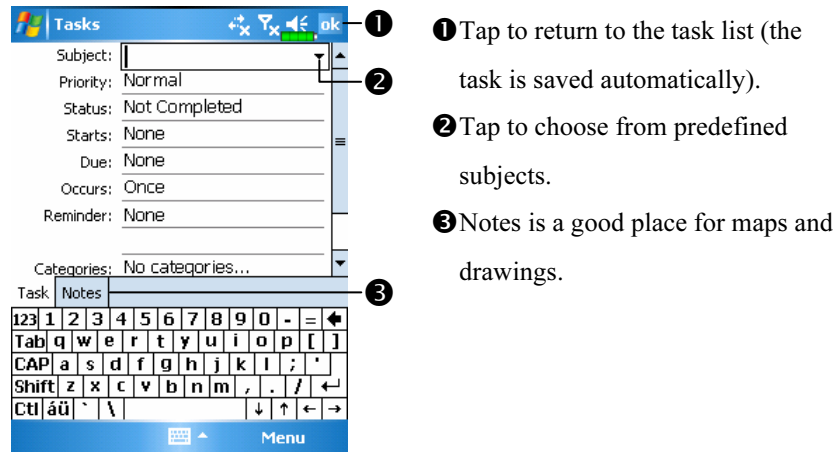 Tasks ok
Subject:
Priority: Normal
Status: Not Completed
Starts: None
Due: None
Occurs: Once
Reminder: None
Categories: No categories...
Task Notes
123 1 2 3 4 5 6 7 8 9 0 - = 🡸
Tab q w e r t y u i o p [ ]
CAP a s d f g h j k l ; '
Shift z x c v b n m , . / ↵
Ctl áü ` \ ↓ ↑ ← →
Menu
❶
❷
❸
❶Tap to return to the task list (the
task is saved automatically).
❷Tap to choose from predefined
subjects.
❸Notes is a good place for maps and
drawings.